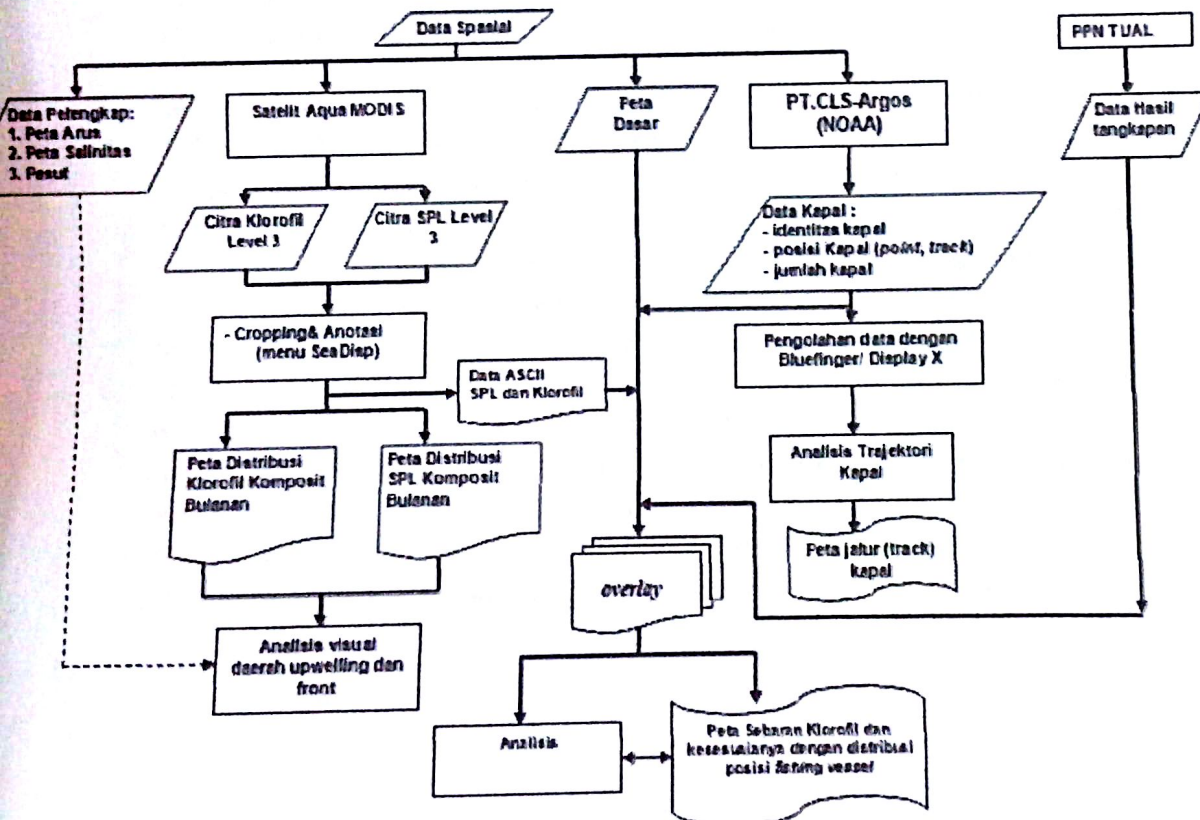 Data Spasial
PPN TUAL
Data Pelengkap:
1. Peta Arus
2. Peta Salinitas
3. Pasut
Satelit Aqua MODIS
Peta
Dasar
PT.CLS-Argos
(NOAA)
Data Hasil
tangkapan
Citra Klorofil
Level 3
Citra SPL Level
3
Data Kapal :
- identitas kapal
- posisi Kapal (point, track)
- jumlah kapal
- Cropping& Anotasi
(menu SeaDisp)
Pengolahan data dengan
Bluefinger/ Display X
Data ASCII
SPL dan Klorofil
Peta Distribusi
Klorofil Komposit
Bulanan
Peta Distribusi
SPL Komposit
Bulanan
Analisis Trajektori
Kapal
Peta jalur (track)
kapal
overlay
Analisis visual
daerah upwelling dan
front
Analisis
Peta Sebaran Klorofil dan
kesesuaianya dengan distribusi
posisi fishing vessel